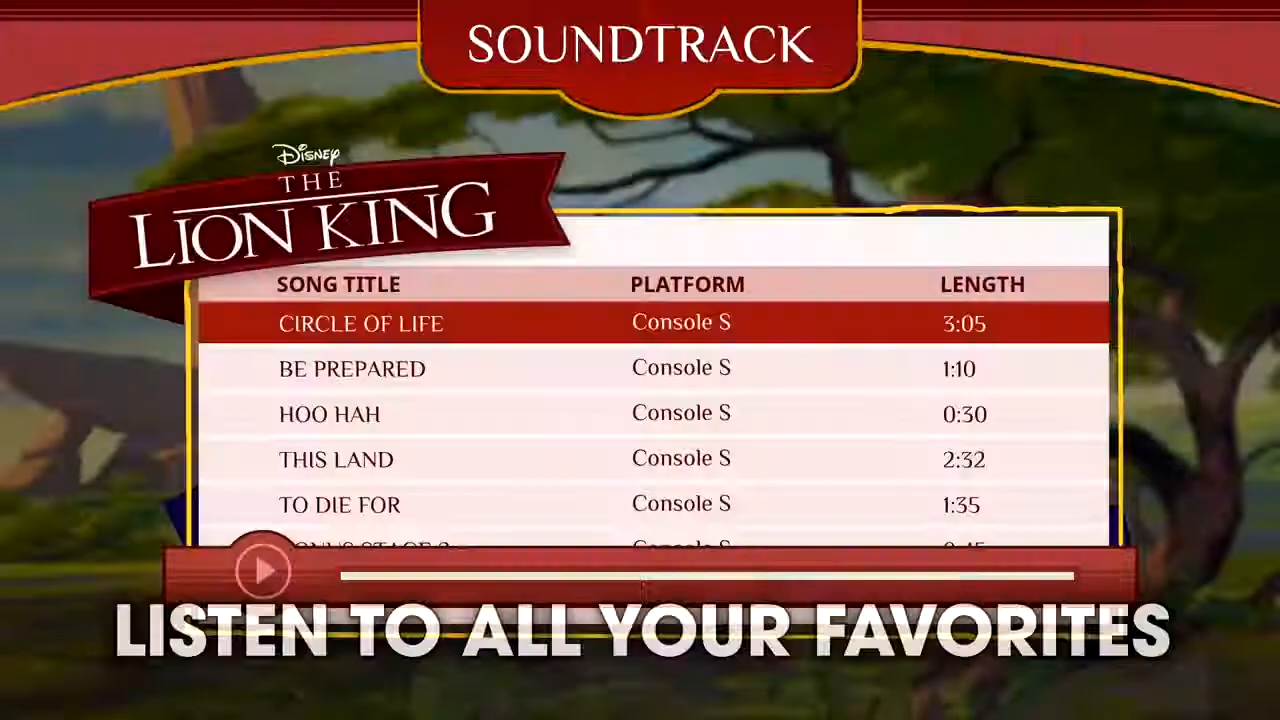 SOUNDTRACK
Disney
THE
LION KING
SONG TITLE PLATFORM LENGTH
CIRCLE OF LIFE Console S 3:05
BE PREPARED Console S 1:10
HOO HAH Console S 0:30
THIS LAND Console S 2:32
TO DIE FOR Console S 1:35
LISTEN TO ALL YOUR FAVORITES